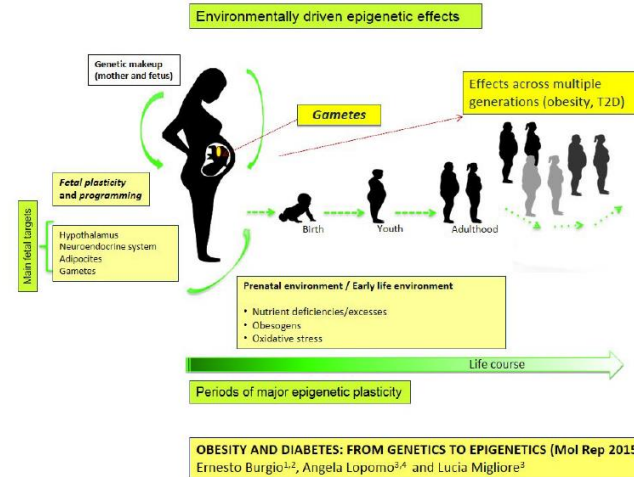 Environmentally driven epigenetic effects
Genetic makeup
(mother and fetus)
Gametes
Effects across multiple
generations (obesity, T2D)
Fetal plasticity
and programming
Main fetal targets
Hypothalamus
Neuroendocrine system
Adipocites
Gametes
Birth
Youth
Adulthood
Prenatal environment / Early life environment
• Nutrient deficiencies/excesses
• Obesogens
• Oxidative stress
Life course
Periods of major epigenetic plasticity
OBESITY AND DIABETES: FROM GENETICS TO EPIGENETICS (Mol Rep 2015
Ernesto Burgio1,2, Angela Lopomo3,4 and Lucia Migliore3